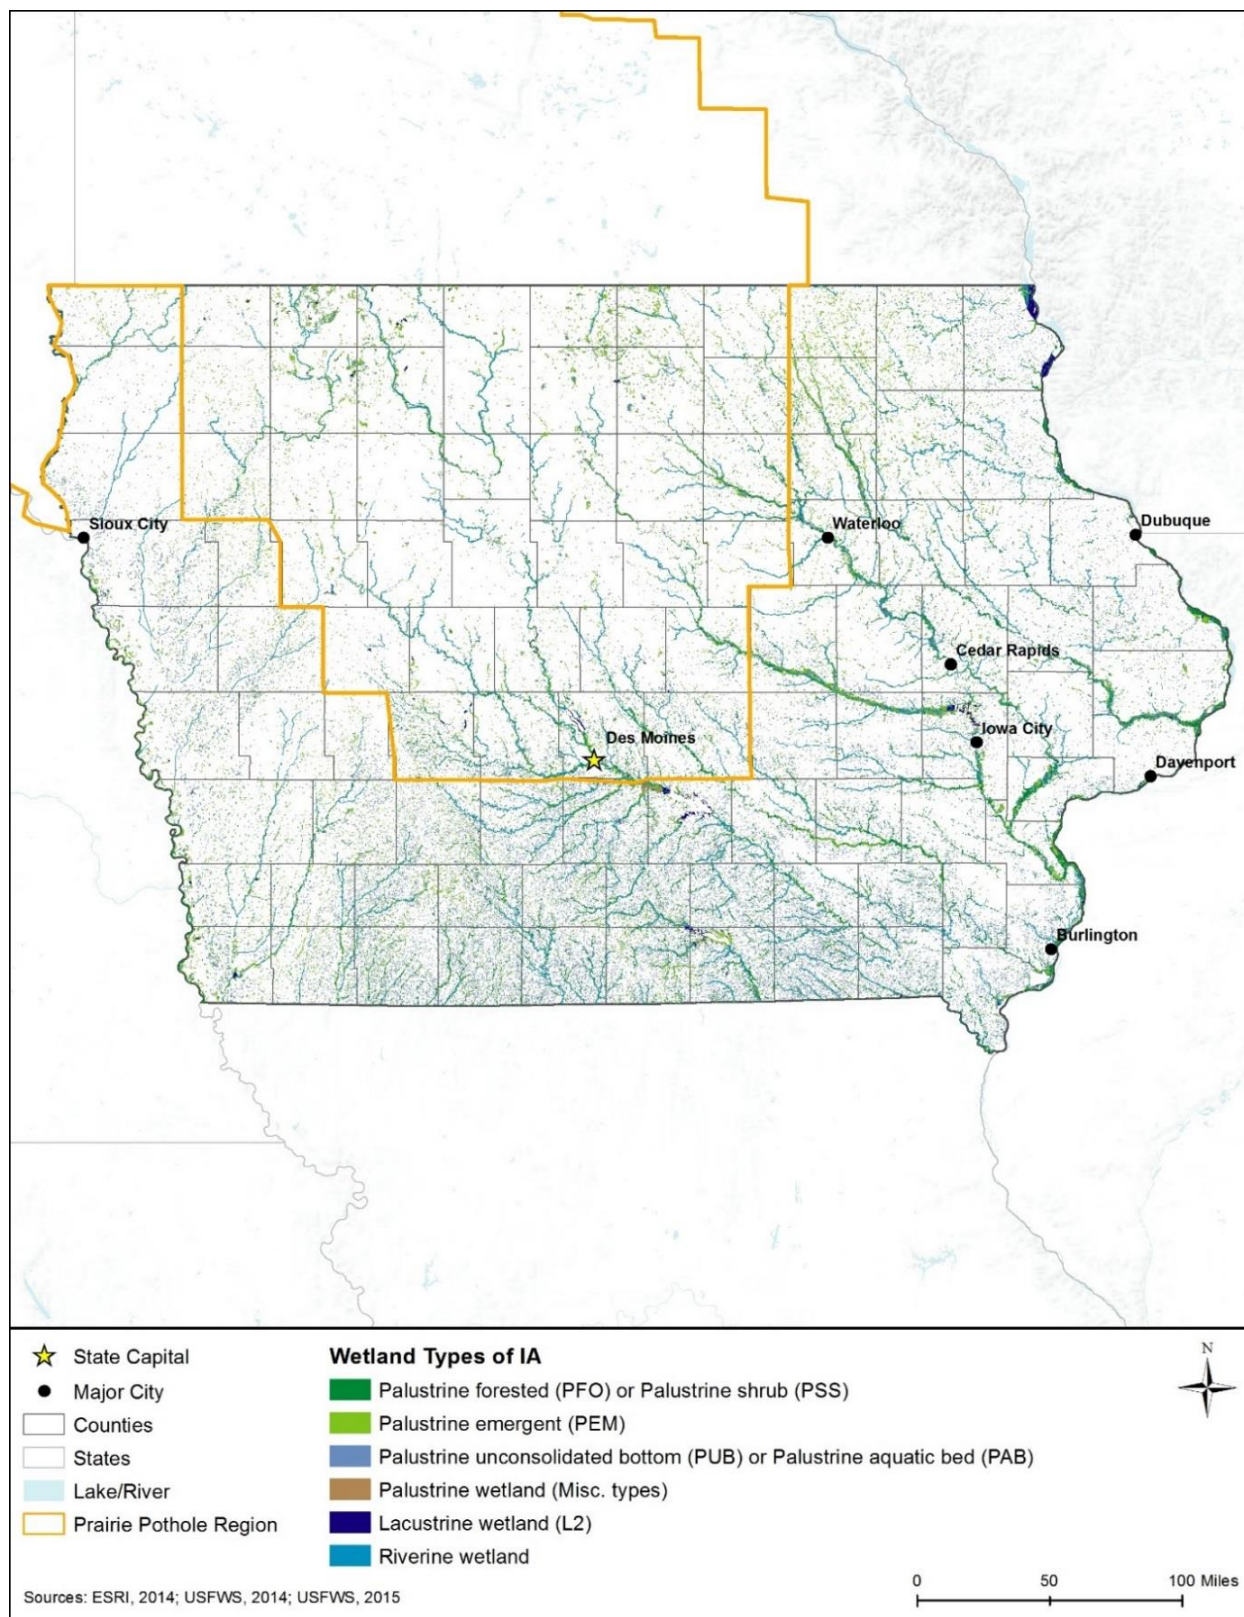 Sioux City
Waterloo
Dubuque
Cedar Rapids
Iowa City
Des Moines
Davenport
Burlington
State Capital
Major City
Counties
States
Lake/River
Prairie Pothole Region
Wetland Types of IA
Palustrine forested (PFO) or Palustrine shrub (PSS)
Palustrine emergent (PEM)
Palustrine unconsolidated bottom (PUB) or Palustrine aquatic bed (PAB)
Palustrine wetland (Misc. types)
Lacustrine wetland (L2)
Riverine wetland
N
Sources: ESRI, 2014; USFWS, 2014; USFWS, 2015
0 50 100 Miles